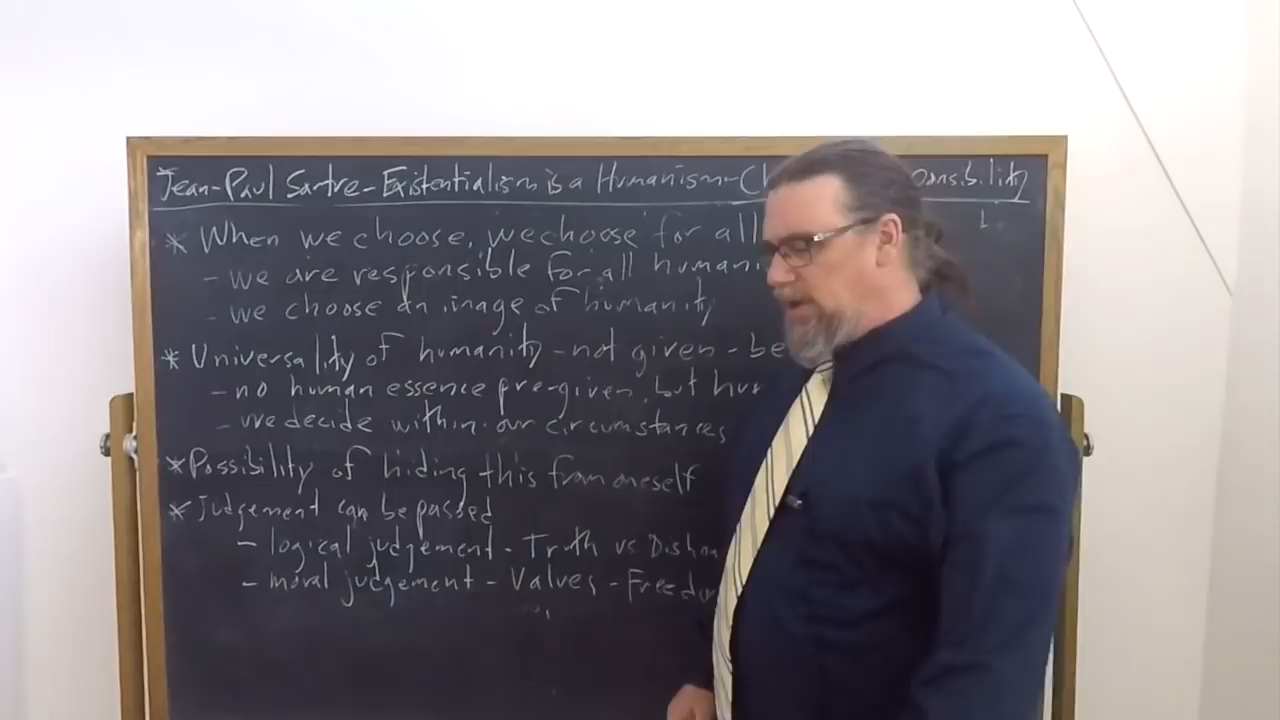 Jean-Paul Sartre-Existentialism is a Humanism-Ch onsibility
* When we choose, we choose for all
- we are responsible for all humani
- we choose an image of humanity
* Universality of humanity - not given - be
- no human essence pre-given, but hum
- we decide within our circumstances
* Possibility of hiding this from oneself
* Judgement can be passed
- logical judgement - Truth vs. Dishon
- moral judgement - Values - Freedom